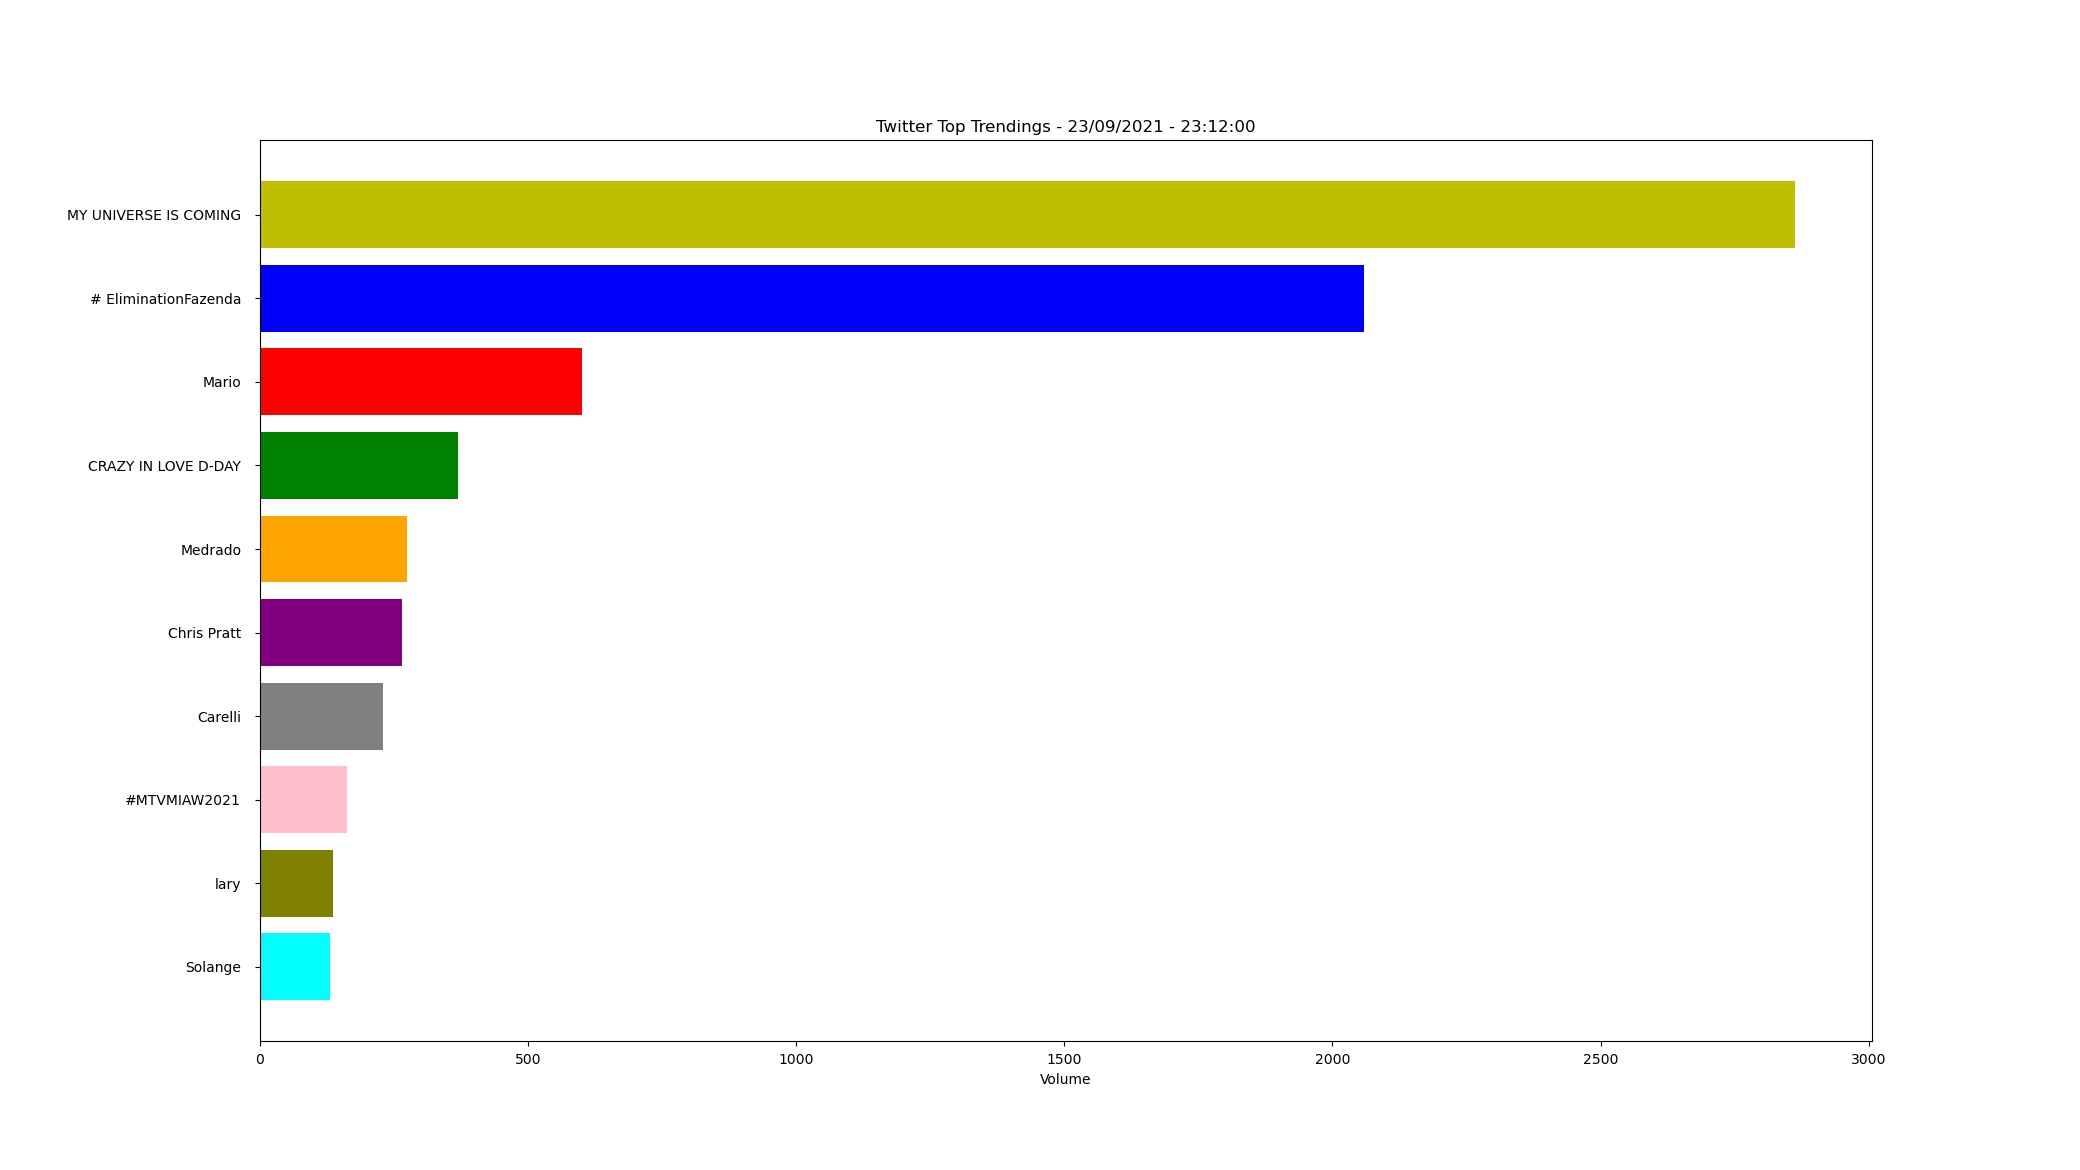 Twitter Top Trendings - 23/09/2021 - 23:12:00
MY UNIVERSE IS COMING
# EliminationFazenda
Mario
CRAZY IN LOVE D-DAY
Medrado
Chris Pratt
Carelli
#MTVMIAW2021
lary
Solange
0 500 1000 1500 2000 2500 3000
Volume